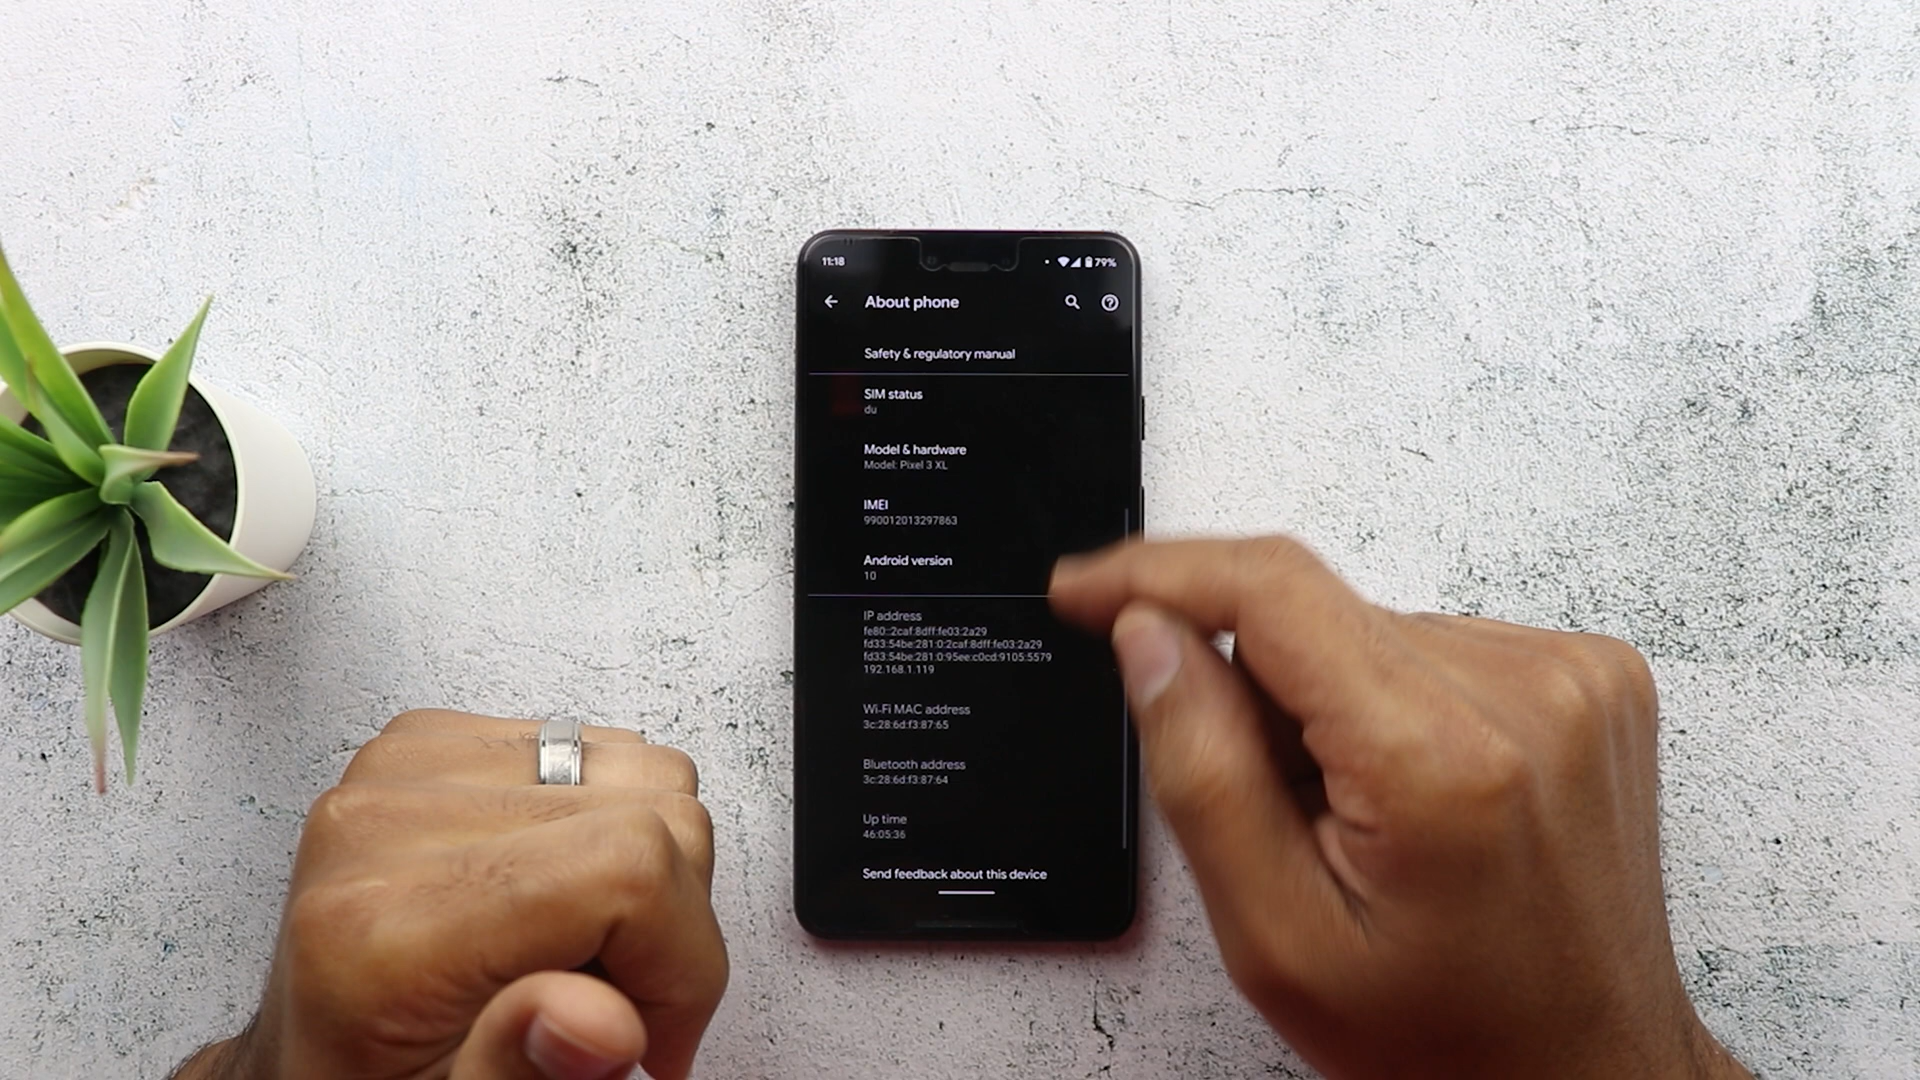 11:18
79%
About phone
Safety & regulatory manual
SIM status
du
Model & hardware
Model: Pixel 3 XL
IMEI
990012013297863
Android version
10
IP address
fe80::2caf:8dff:fe03:2a29
fd33:54be:281:0:2caf:8dff:fe03:2a29
fd33:54be:281:0:95ee:c0cd:9105:5579
192.168.1.119
Wi-Fi MAC address
3c:28:6d:f3:87:65
Bluetooth address
3c:28:6d:f3:87:64
Up time
46:05:36
Send feedback about this device